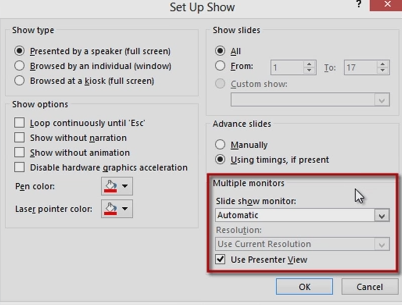 Set Up Show
Show type
Presented by a speaker (full screen)
Browsed by an individual (window)
Browsed at a kiosk (full screen)
Show options
Loop continuously until 'Esc'
Show without narration
Show without animation
Disable hardware graphics acceleration
Pen color:
Laser pointer color:
Show slides
All
From: 1 To: 17
Custom show:
Advance slides
Manually
Using timings, if present
Multiple monitors
Slide show monitor:
Automatic
Resolution:
Use Current Resolution
Use Presenter View
OK Cancel